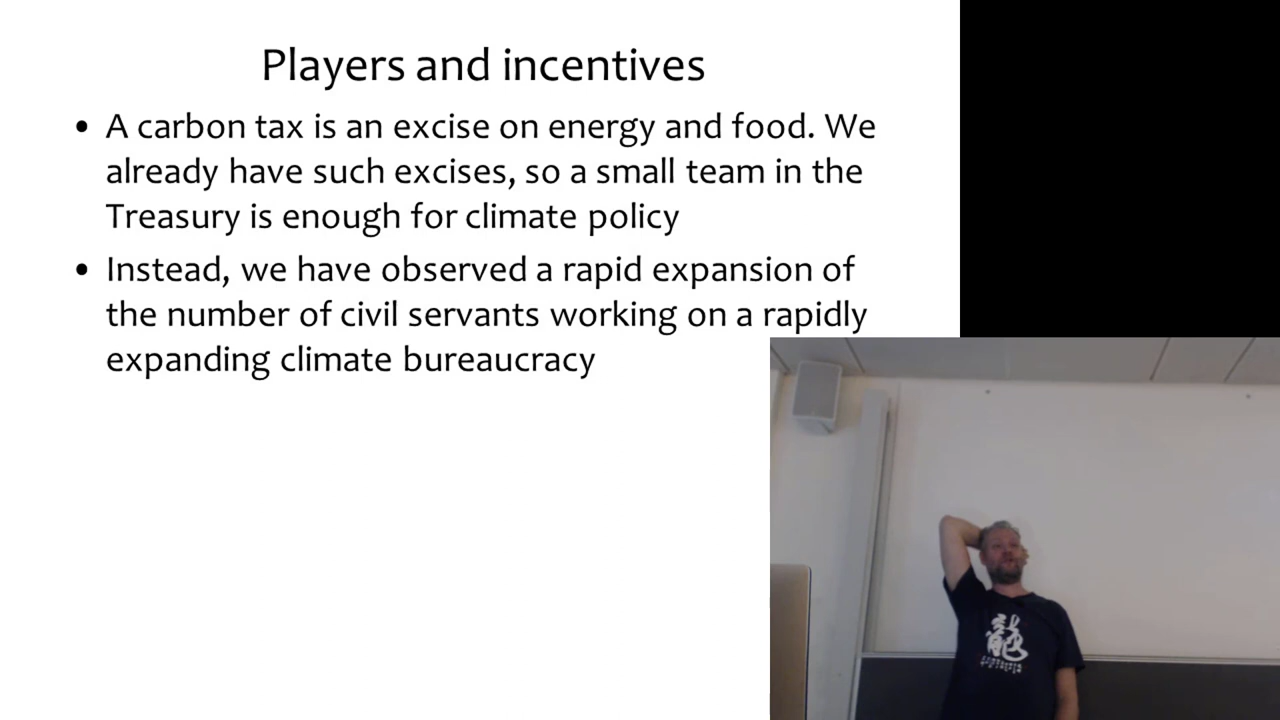 Players and incentives
• A carbon tax is an excise on energy and food. We
already have such excises, so a small team in the
Treasury is enough for climate policy
• Instead, we have observed a rapid expansion of
the number of civil servants working on a rapidly
expanding climate bureaucracy
龍